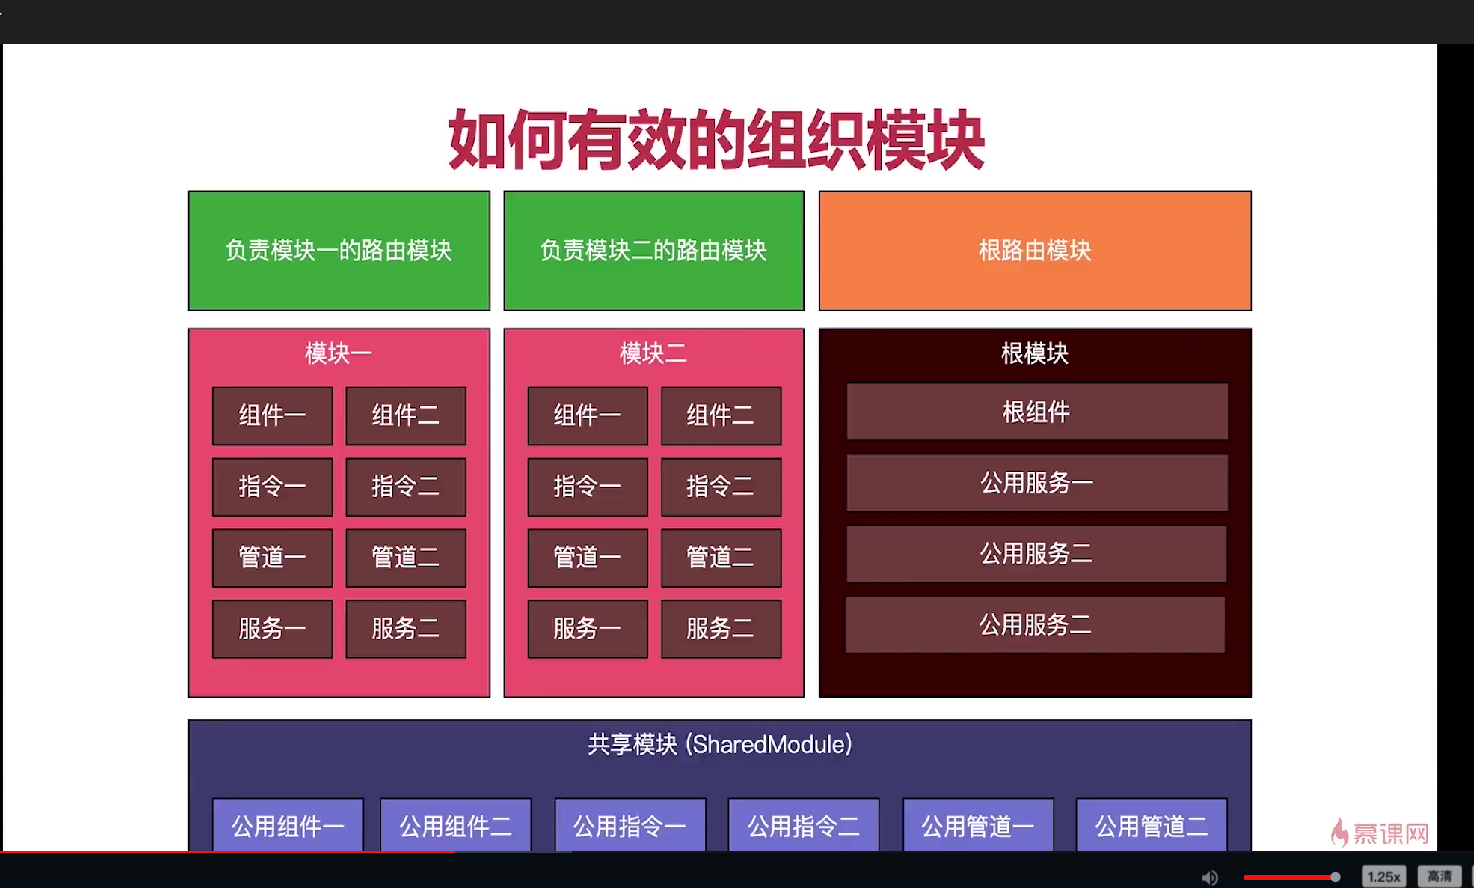 如何有效的组织模块
负责模块一的路由模块
负责模块二的路由模块
根路由模块
模块一
组件一
组件二
指令一
指令二
管道一
管道二
服务一
服务二
模块二
组件一
组件二
指令一
指令二
管道一
管道二
服务一
服务二
根模块
根组件
公用服务一
公用服务二
公用服务二
共享模块 (SharedModule)
公用组件一
公用组件二
公用指令一
公用指令二
公用管道一
公用管道二
慕课网
1.25x
高清